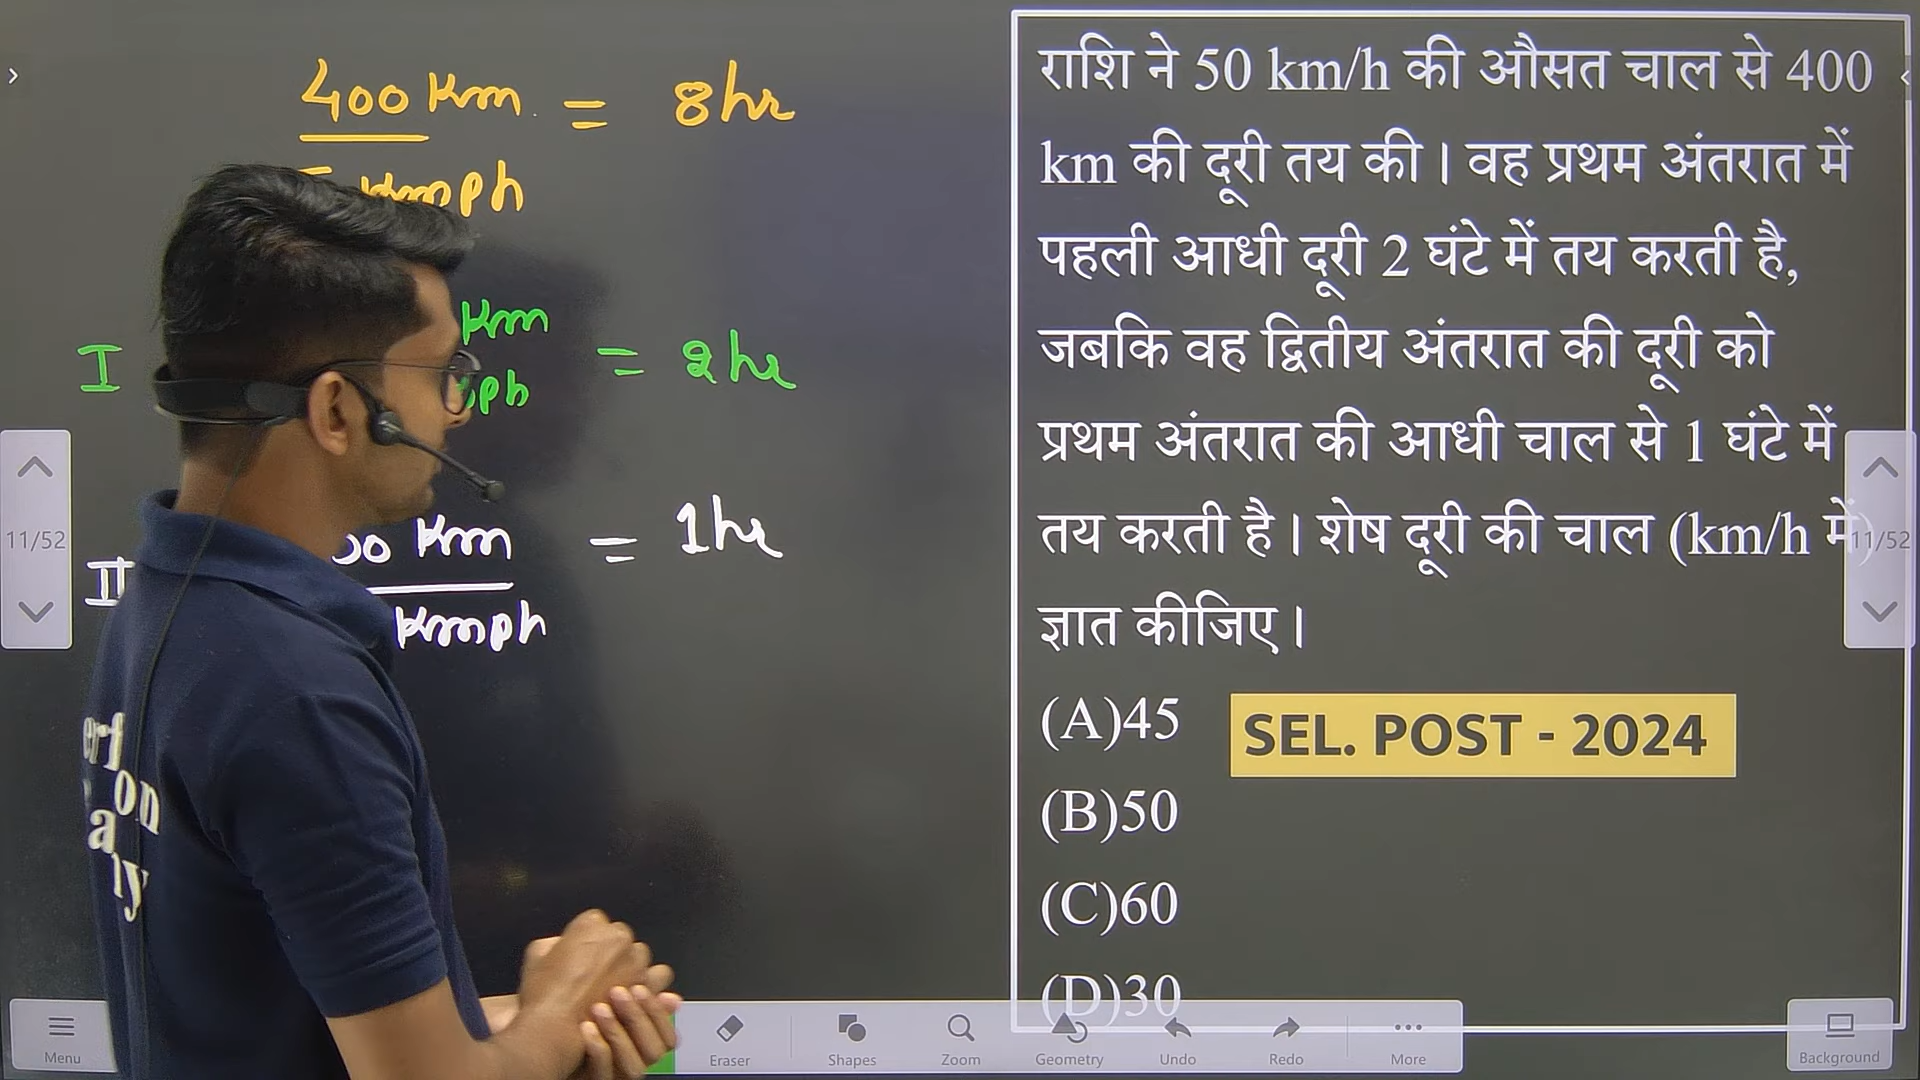 400 Km = 8hr
Kmph
I Km = 2hr
ph
II 00 Km = 1hr
Kmph
राशि ने 50 km/h की औसत चाल से 400
km की दूरी तय की। वह प्रथम अंतरात में
पहली आधी दूरी 2 घंटे में तय करती है,
जबकि वह द्वितीय अंतरात की दूरी को
प्रथम अंतरात की आधी चाल से 1 घंटे में
तय करती है। शेष दूरी की चाल (km/h में)
ज्ञात कीजिए।
(A)45
SEL. POST - 2024
(B)50
(C)60
(D)30
11/52
11/52
Menu
Eraser
Shapes
Zoom
Geometry
Undo
Redo
More
Background